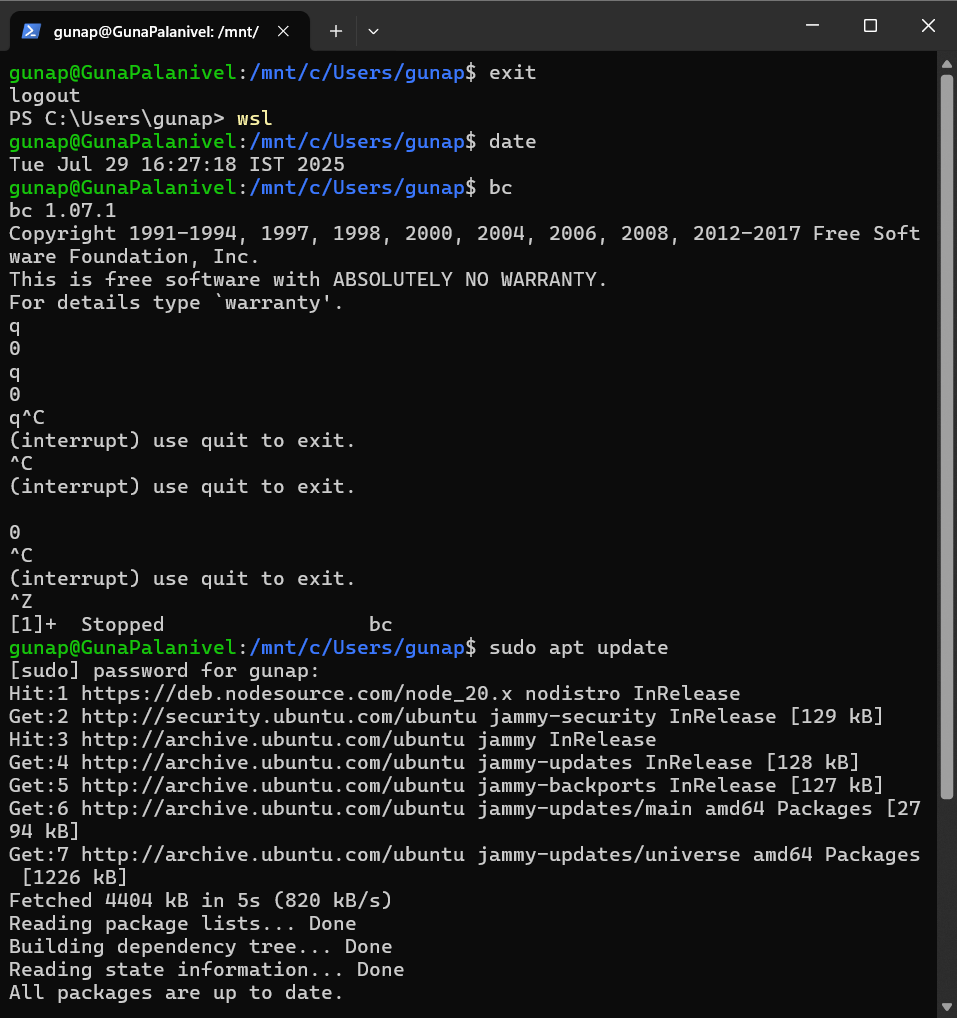 gunap@GunaPalanivel: /mnt/
gunap@GunaPalanivel:/mnt/c/Users/gunap$ exit
logout
PS C:\Users\gunap> wsl
gunap@GunaPalanivel:/mnt/c/Users/gunap$ date
Tue Jul 29 16:27:18 IST 2025
gunap@GunaPalanivel:/mnt/c/Users/gunap$ bc
bc 1.07.1
Copyright 1991-1994, 1997, 1998, 2000, 2004, 2006, 2008, 2012-2017 Free Soft
ware Foundation, Inc.
This is free software with ABSOLUTELY NO WARRANTY.
For details type `warranty'.
q
0
q
0
q^C
(interrupt) use quit to exit.
^C
(interrupt) use quit to exit.

0
^C
(interrupt) use quit to exit.
^Z
[1]+  Stopped                 bc
gunap@GunaPalanivel:/mnt/c/Users/gunap$ sudo apt update
[sudo] password for gunap:
Hit:1 https://deb.nodesource.com/node_20.x nodistro InRelease
Get:2 http://security.ubuntu.com/ubuntu jammy-security InRelease [129 kB]
Hit:3 http://archive.ubuntu.com/ubuntu jammy InRelease
Get:4 http://archive.ubuntu.com/ubuntu jammy-updates InRelease [128 kB]
Get:5 http://archive.ubuntu.com/ubuntu jammy-backports InRelease [127 kB]
Get:6 http://archive.ubuntu.com/ubuntu jammy-updates/main amd64 Packages [27
94 kB]
Get:7 http://archive.ubuntu.com/ubuntu jammy-updates/universe amd64 Packages
 [1226 kB]
Fetched 4404 kB in 5s (820 kB/s)
Reading package lists... Done
Building dependency tree... Done
Reading state information... Done
All packages are up to date.